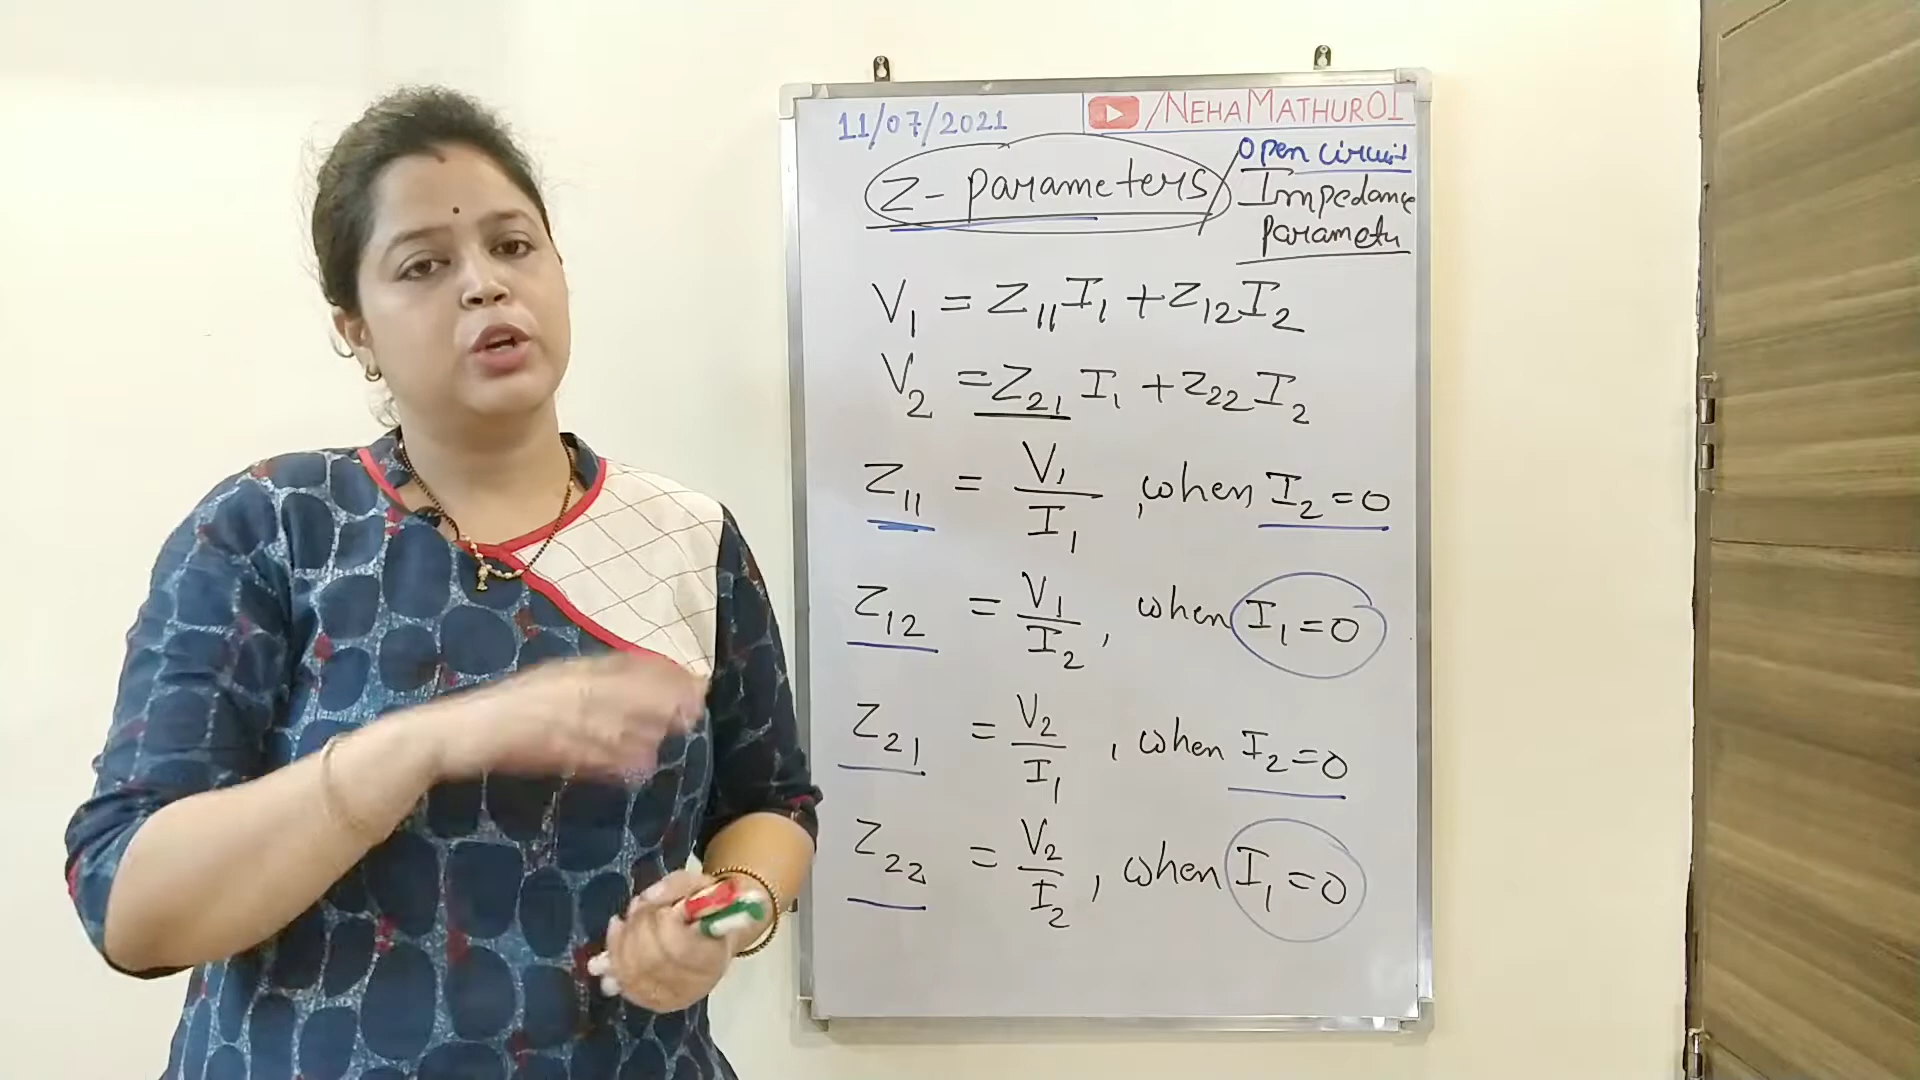 11/07/2021
/NEHAMATHUR01
Z- parameters / Open circuit
Impedance
Parameter
V₁ = Z₁₁I₁ + Z₁₂I₂
V₂ = Z₂₁ I₁ + Z₂₂I₂
Z₁₁ = V₁/I₁ , when I₂ = 0
Z₁₂ = V₁/I₂ , when I₁ = 0
Z₂₁ = V₂/I₁ , when I₂ = 0
Z₂₂ = V₂/I₂ , when I₁ = 0